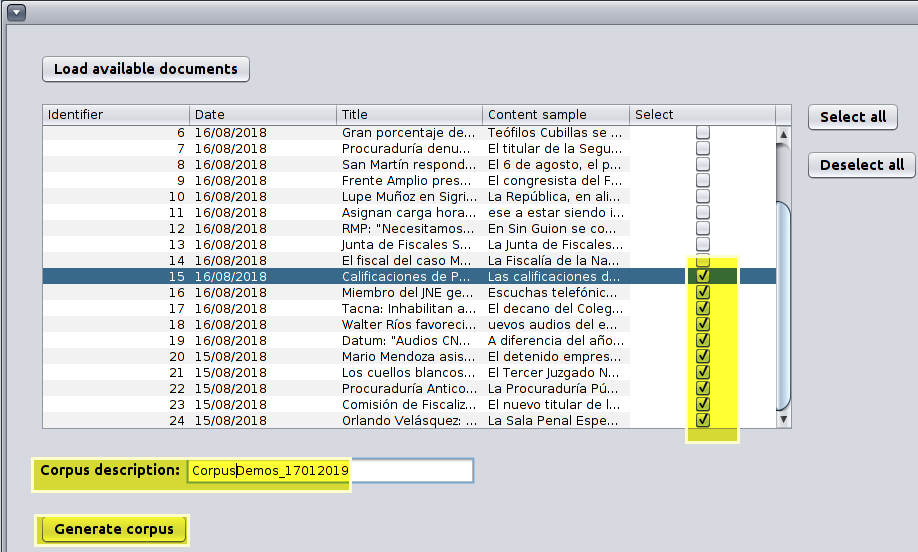 Load available documents
Identifier Date Title Content sample Select
Select all
6 16/08/2018 Gran porcentaje de... Teófilos Cubillas se ...
7 16/08/2018 Procuraduría denu... El titular de la Segu...
Deselect all
8 16/08/2018 San Martín respond... El 6 de agosto, el p...
9 16/08/2018 Frente Amplio pres... El congresista del F...
10 16/08/2018 Lupe Muñoz en Sigri... La República, en ali...
11 16/08/2018 Asignan carga hora... ese a estar siendo i...
12 16/08/2018 RMP: "Necesitamos... En Sin Guion se co...
13 16/08/2018 Junta de Fiscales S... La Junta de Fiscales...
14 16/08/2018 El fiscal del caso M... La Fiscalía de la Na...
15 16/08/2018 Calificaciones de P... Las calificaciones d...
16 16/08/2018 Miembro del JNE ge... Escuchas telefónic...
17 16/08/2018 Tacna: Inhabilitan a... El decano del Coleg...
18 16/08/2018 Walter Ríos favoreci... uevos audios del e...
19 16/08/2018 Datum: "Audios CN... A diferencia del año...
20 15/08/2018 Mario Mendoza asis... El detenido empres...
21 15/08/2018 Los cuellos blancos... El Tercer Juzgado N...
22 15/08/2018 Procuraduría Antico... La Procuraduría Pú...
23 15/08/2018 Comisión de Fiscaliz... El nuevo titular de l...
24 15/08/2018 Orlando Velásquez: ... La Sala Penal Espe...
Corpus description: CorpusDemos_17012019
Generate corpus